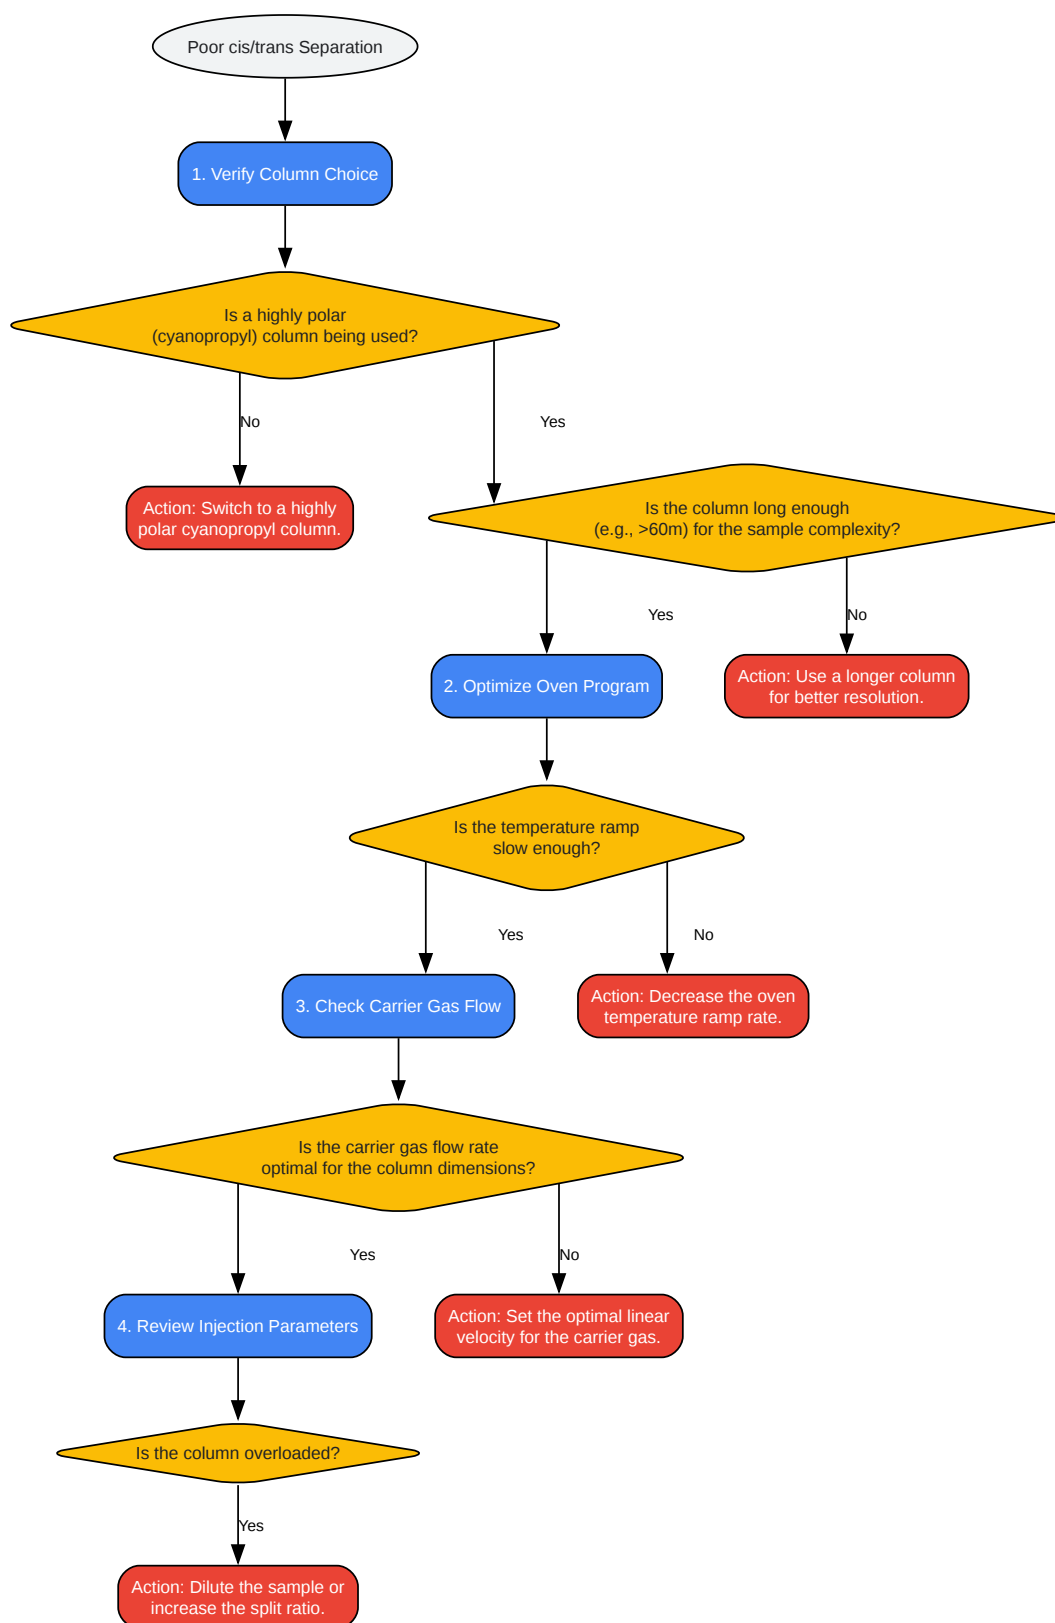 Poor cis/trans Separation
1. Verify Column Choice
Is a highly polar
(cyanopropyl) column being used?
No
Yes
Action: Switch to a highly
polar cyanopropyl column.
Is the column long enough
(e.g., >60m) for the sample complexity?
Yes
No
2. Optimize Oven Program
Action: Use a longer column
for better resolution.
Is the temperature ramp
slow enough?
Yes
No
3. Check Carrier Gas Flow
Action: Decrease the oven
temperature ramp rate.
Is the carrier gas flow rate
optimal for the column dimensions?
Yes
No
4. Review Injection Parameters
Action: Set the optimal linear
velocity for the carrier gas.
Is the column overloaded?
Yes
Action: Dilute the sample or
increase the split ratio.